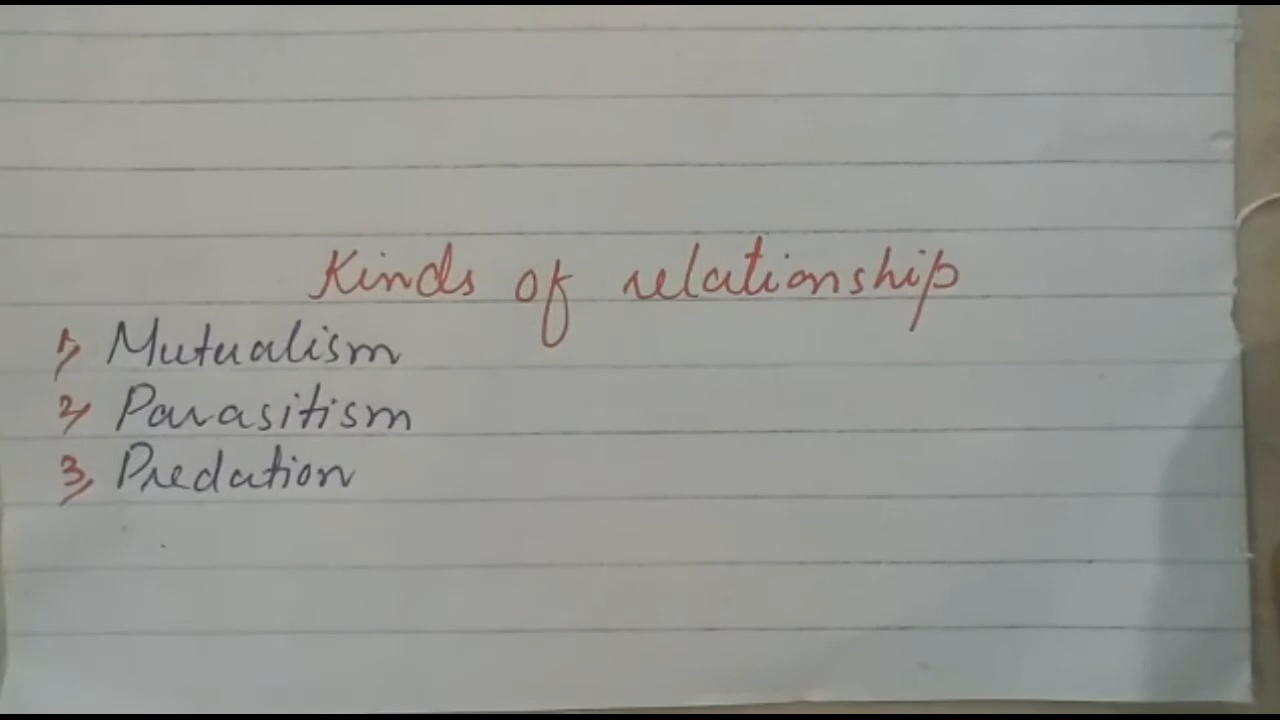 Kinds of relationship
1, Mutualism
2, Parasitism
3, Predation